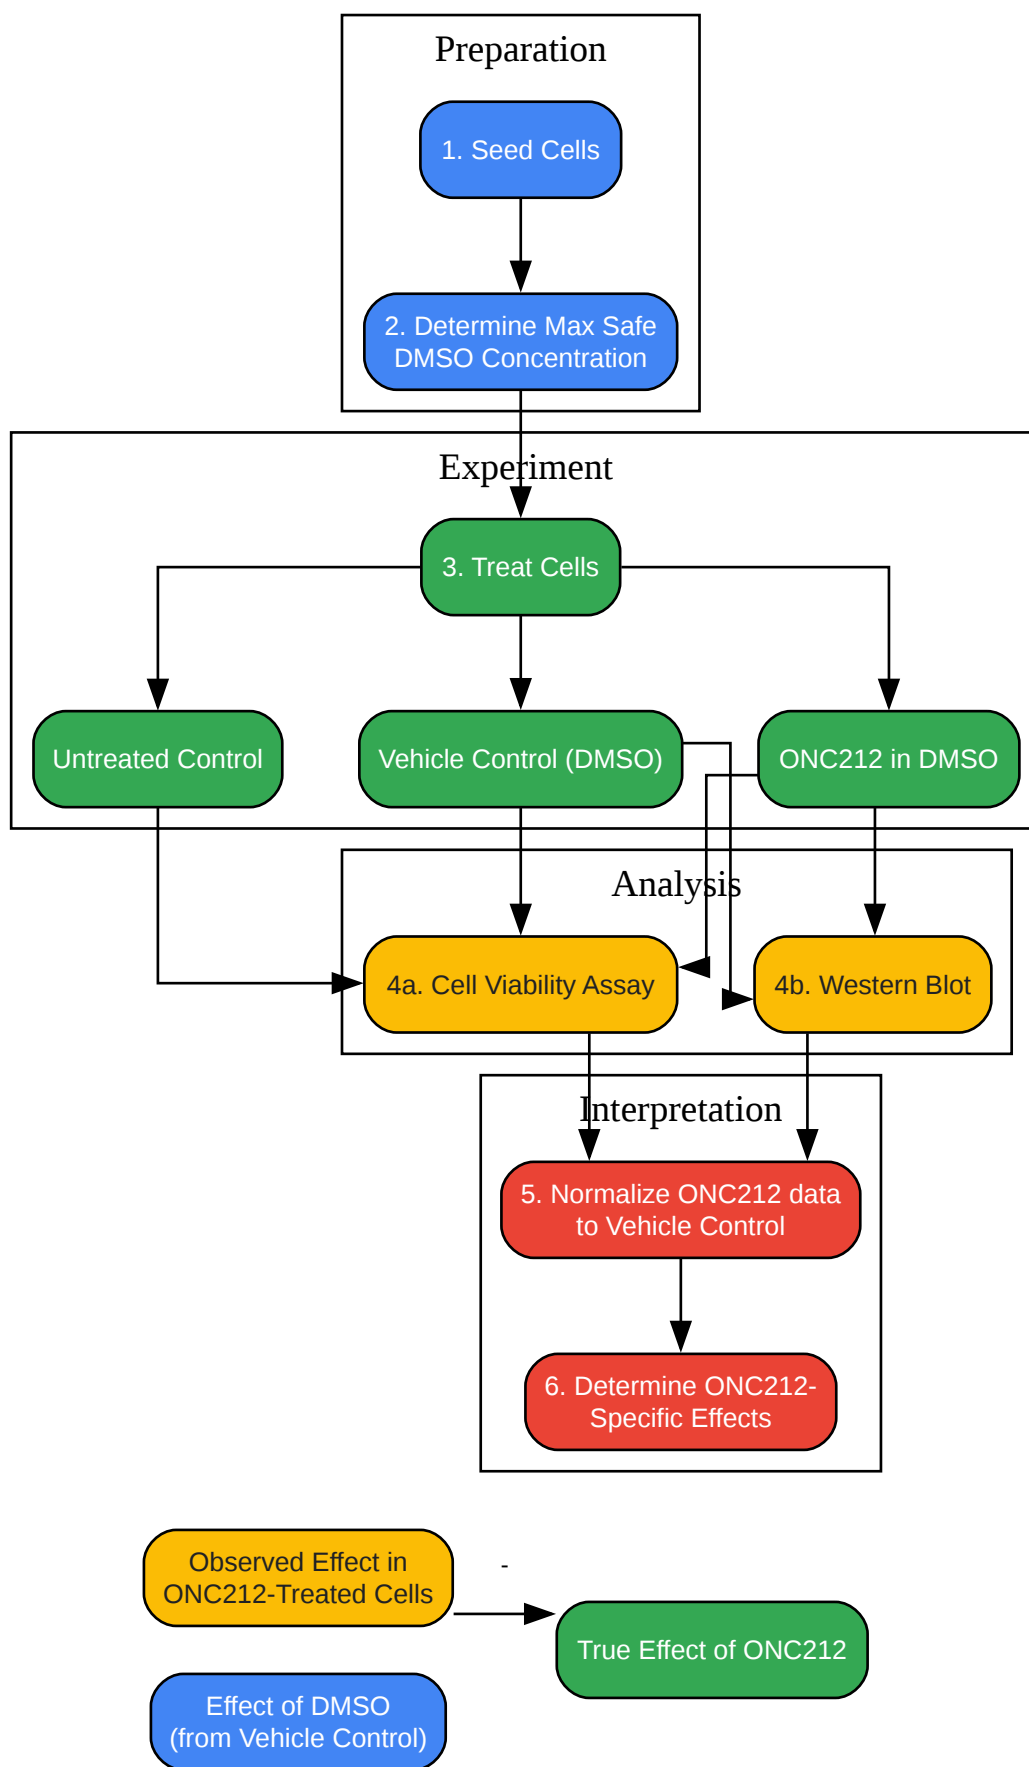 Preparation
1. Seed Cells
2. Determine Max Safe
DMSO Concentration
Experiment
3. Treat Cells
Untreated Control
Vehicle Control (DMSO)
ONC212 in DMSO
Analysis
4a. Cell Viability Assay
4b. Western Blot
Interpretation
5. Normalize ONC212 data
to Vehicle Control
6. Determine ONC212-
Specific Effects
Observed Effect in
ONC212-Treated Cells
-
True Effect of ONC212
Effect of DMSO
(from Vehicle Control)